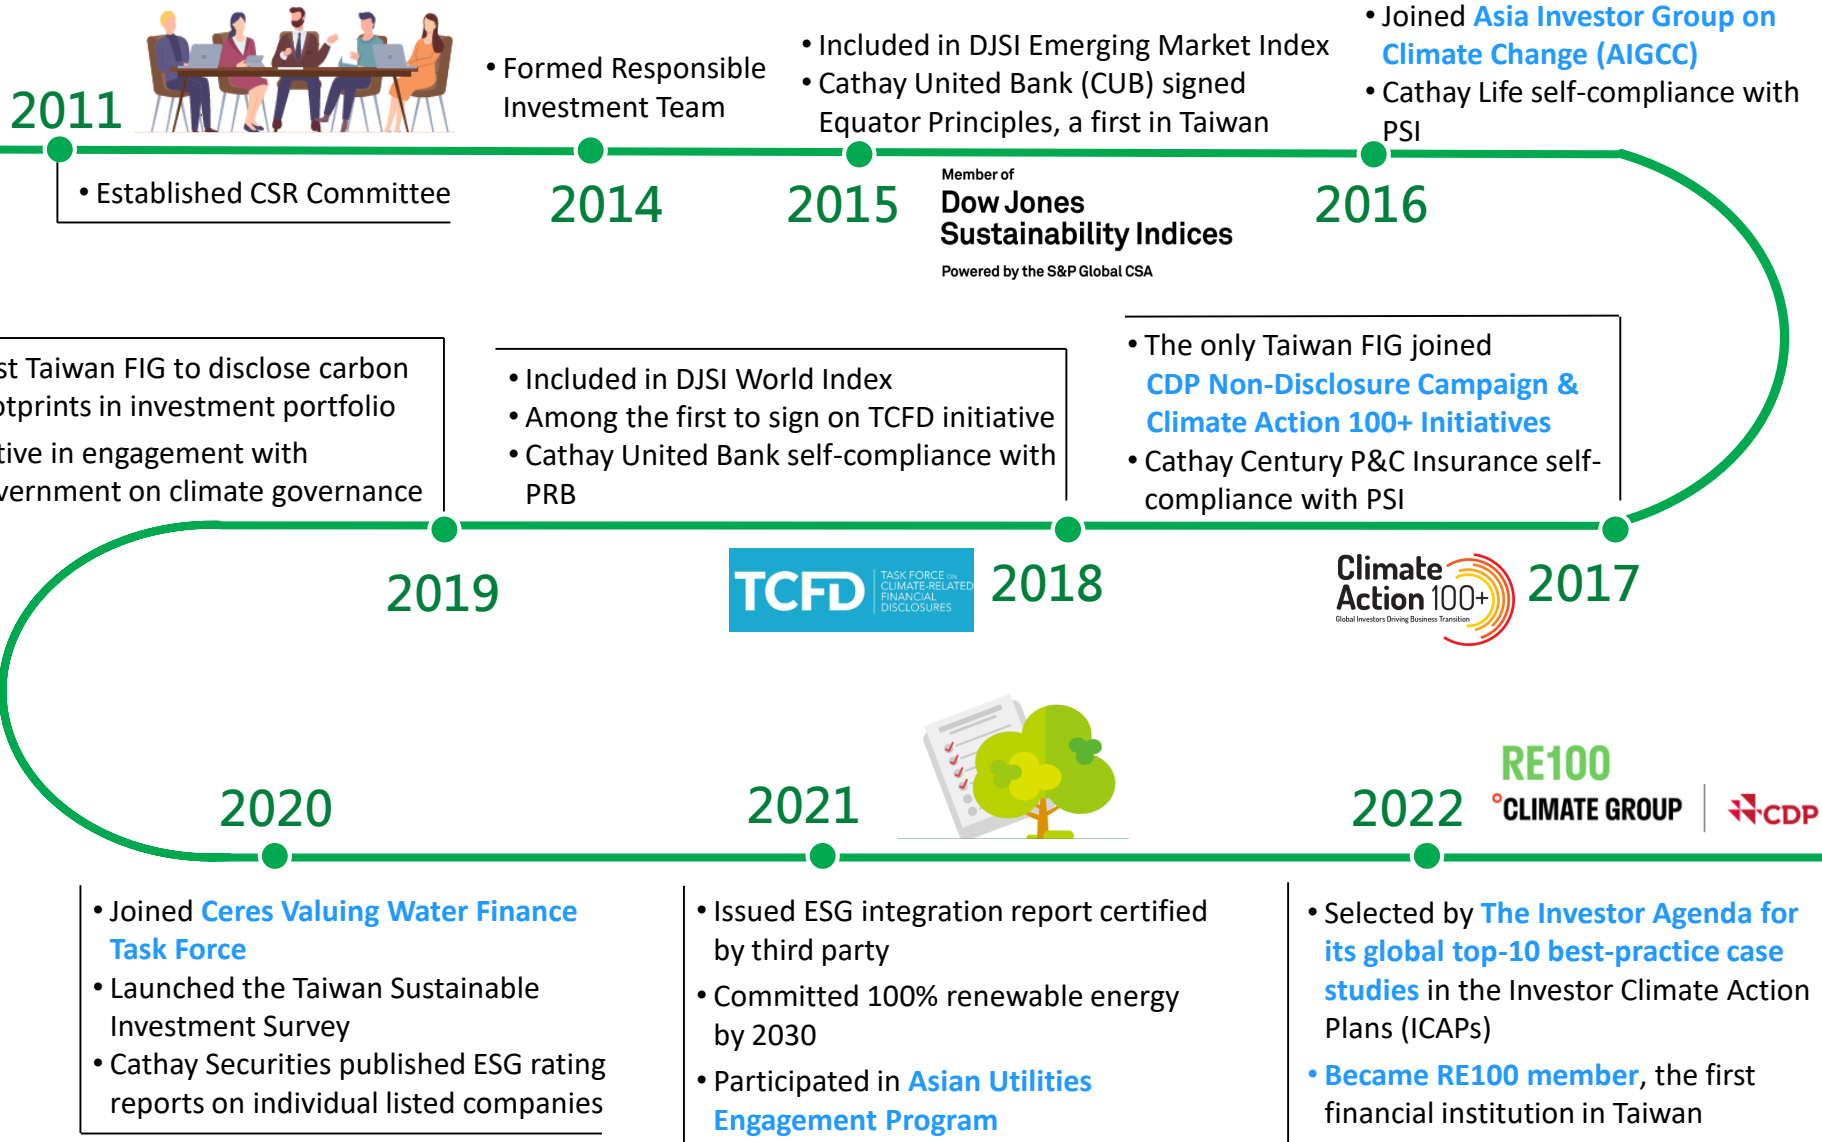 2011
• Established CSR Committee
• Formed Responsible
Investment Team
2014
• Included in DJSI Emerging Market Index
• Cathay United Bank (CUB) signed
Equator Principles, a first in Taiwan
2015
Member of
Dow Jones
Sustainability Indices
Powered by the S&P Global CSA
• Joined Asia Investor Group on
Climate Change (AIGCC)
• Cathay Life self-compliance with
PSI
2016
• The only Taiwan FIG joined
CDP Non-Disclosure Campaign &
Climate Action 100+ Initiatives
• Cathay Century P&C Insurance self-
compliance with PSI
Climate
Action 100+
Global Investors Driving Business Transition
2017
• Included in DJSI World Index
• Among the first to sign on TCFD initiative
• Cathay United Bank self-compliance with
PRB
TCFD
TASK FORCE ON
CLIMATE-RELATED
FINANCIAL
DISCLOSURES
2018
st Taiwan FIG to disclose carbon
otprints in investment portfolio
tive in engagement with
vernment on climate governance
2019
2020
• Joined Ceres Valuing Water Finance
Task Force
• Launched the Taiwan Sustainable
Investment Survey
• Cathay Securities published ESG rating
reports on individual listed companies
2021
• Issued ESG integration report certified
by third party
• Committed 100% renewable energy
by 2030
• Participated in Asian Utilities
Engagement Program
2022
RE100
°CLIMATE GROUP
CDP
• Selected by The Investor Agenda for
its global top-10 best-practice case
studies in the Investor Climate Action
Plans (ICAPs)
• Became RE100 member, the first
financial institution in Taiwan